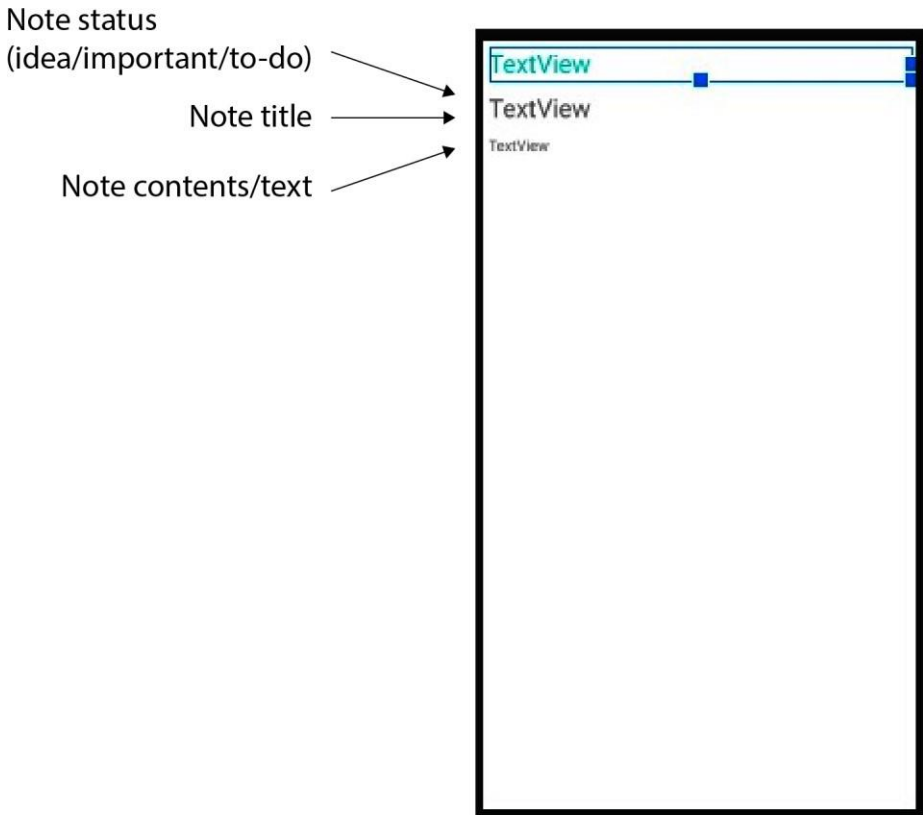 Note status
(idea/important/to-do)
Note title
Note contents/text
TextView
TextView
TextView